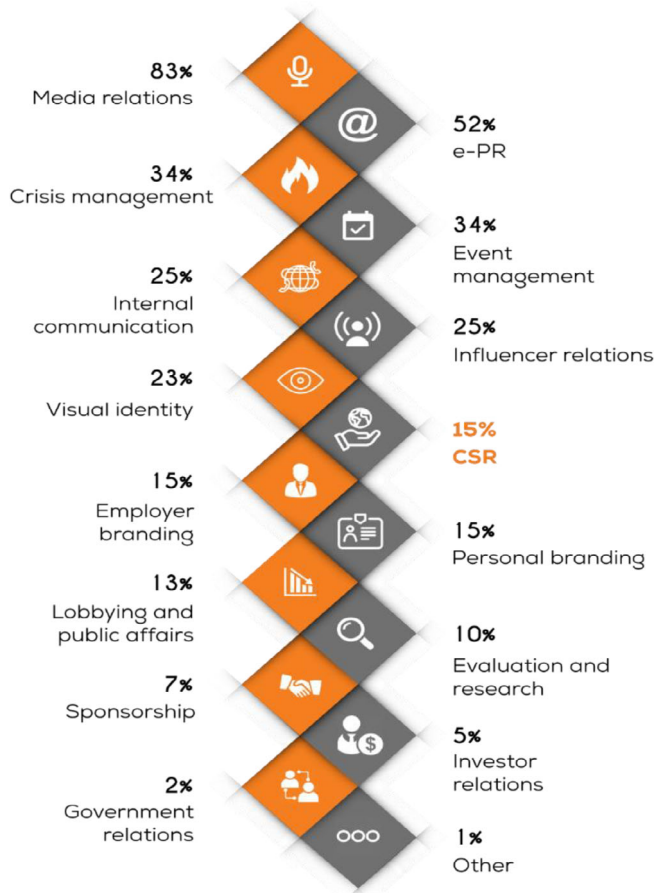 83%
Media relations
@
52%
e-PR
34%
Crisis management
34%
Event
management
25%
Internal
communication
25%
Influencer relations
23%
Visual identity
15%
CSR
15%
Employer
branding
15%
Personal branding
13%
Lobbying and
public affairs
10%
Evaluation and
research
7%
Sponsorship
$
5%
Investor
relations
2%
Government
relations
1%
Other